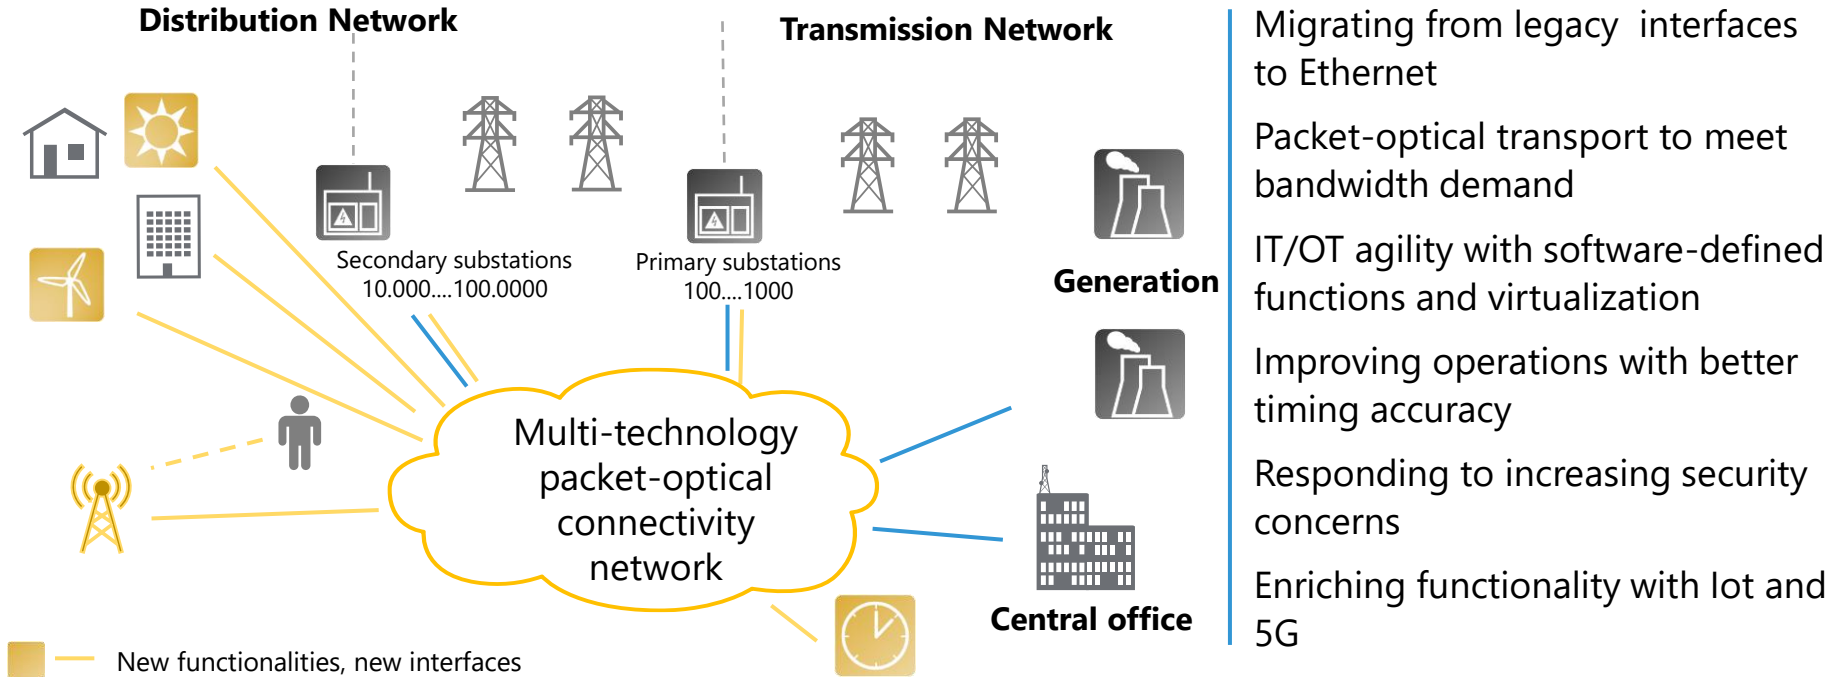 Distribution Network
Transmission Network
Secondary substations
10.000....100.0000
Primary substations
100....1000
Generation
Multi-technology
packet-optical
connectivity
network
Central office
New functionalities, new interfaces
Migrating from legacy interfaces
to Ethernet
Packet-optical transport to meet
bandwidth demand
IT/OT agility with software-defined
functions and virtualization
Improving operations with better
timing accuracy
Responding to increasing security
concerns
Enriching functionality with Iot and
5G